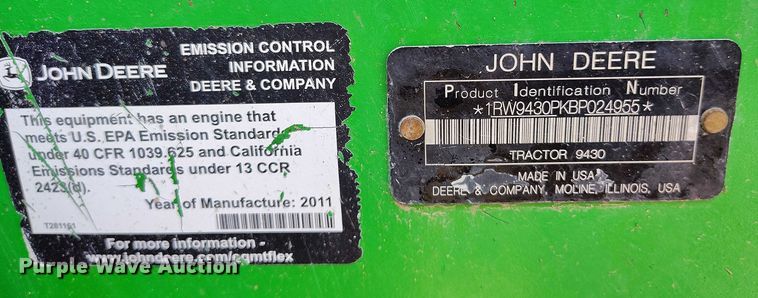 JOHN DEERE
EMISSION CONTROL
INFORMATION
DEERE & COMPANY
This equipment has an engine that
meets U.S. EPA Emission Standards
under 40 CFR 1039.625 and California
Emissions Standards under 13 CCR
2423(d).
Year of Manufacture: 2011
T281161
For more information -
www.johndeere.com/eqmtflex
JOHN DEERE
Product Identification Number
*1RW9430PKBP024955*
TRACTOR 9430
MADE IN USA
DEERE & COMPANY, MOLINE, ILLINOIS, USA
Purple Wave Auction